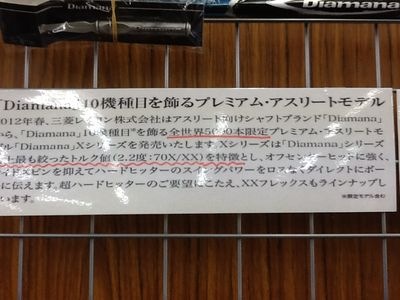 Diamana
Diamana
「Diamana」10機種目を飾るプレミアム・アスリートモデル
2012年春、三菱レイヨン株式会社はアスリート向けシャフトブランド「Diamana」
から、「Diamana」10機種目※を飾る全世界5000本限定プレミアム・アスリートモ
デル「Diamana」Xシリーズを発売いたします。Xシリーズは「Diamana」シリーズ
史上最も絞ったトルク値(2.2度:70X/XX)を特徴とし、オフセンターヒットに強く、
サイドスピンを抑えてハードヒッターのスイングパワーをロスなくダイレクトにボー
ルに伝えます。超ハードヒッターのご要望にこたえ、XXフレックスもラインナップし
ています。
※限定モデル含む